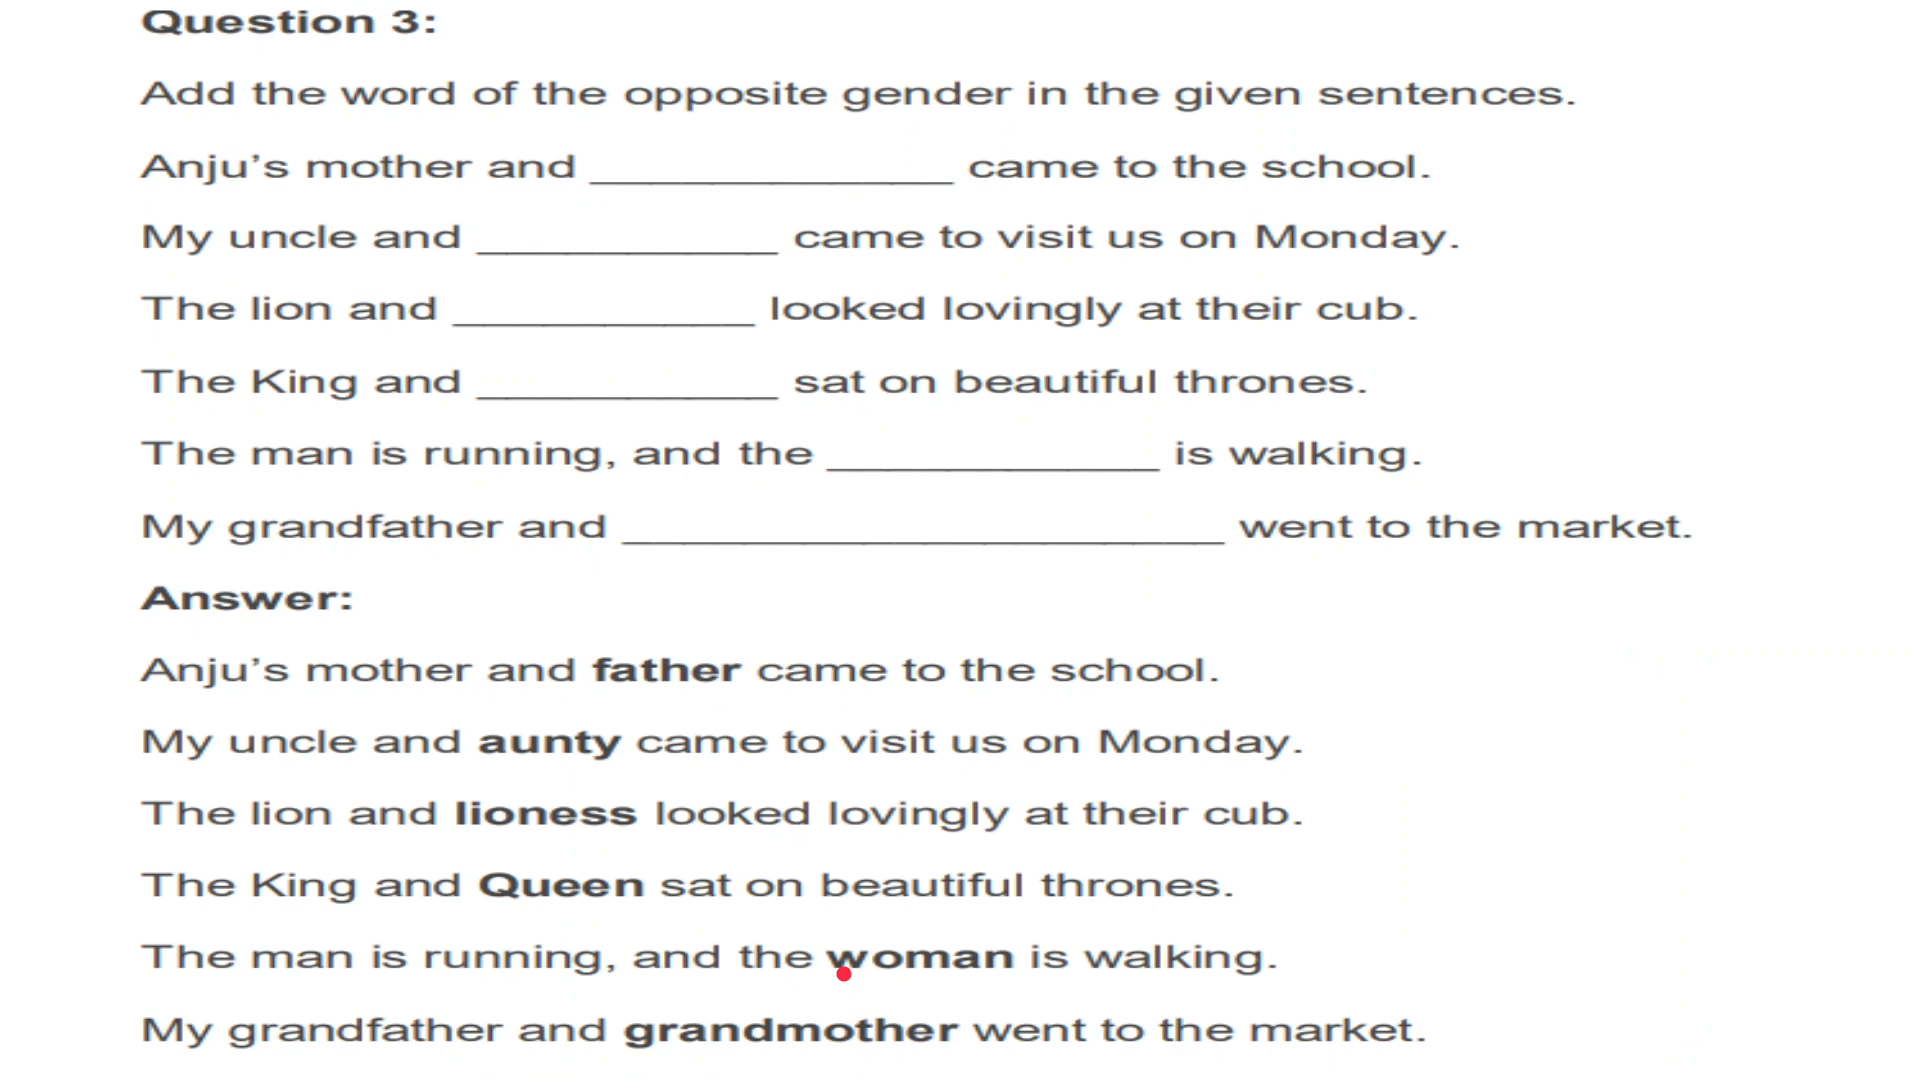 Question 3:
Add the word of the opposite gender in the given sentences.
Anju’s mother and ____________ came to the school.
My uncle and __________ came to visit us on Monday.
The lion and __________ looked lovingly at their cub.
The King and __________ sat on beautiful thrones.
The man is running, and the ___________ is walking.
My grandfather and ____________________ went to the market.
Answer:
Anju’s mother and father came to the school.
My uncle and aunty came to visit us on Monday.
The lion and lioness looked lovingly at their cub.
The King and Queen sat on beautiful thrones.
The man is running, and the woman is walking.
My grandfather and grandmother went to the market.